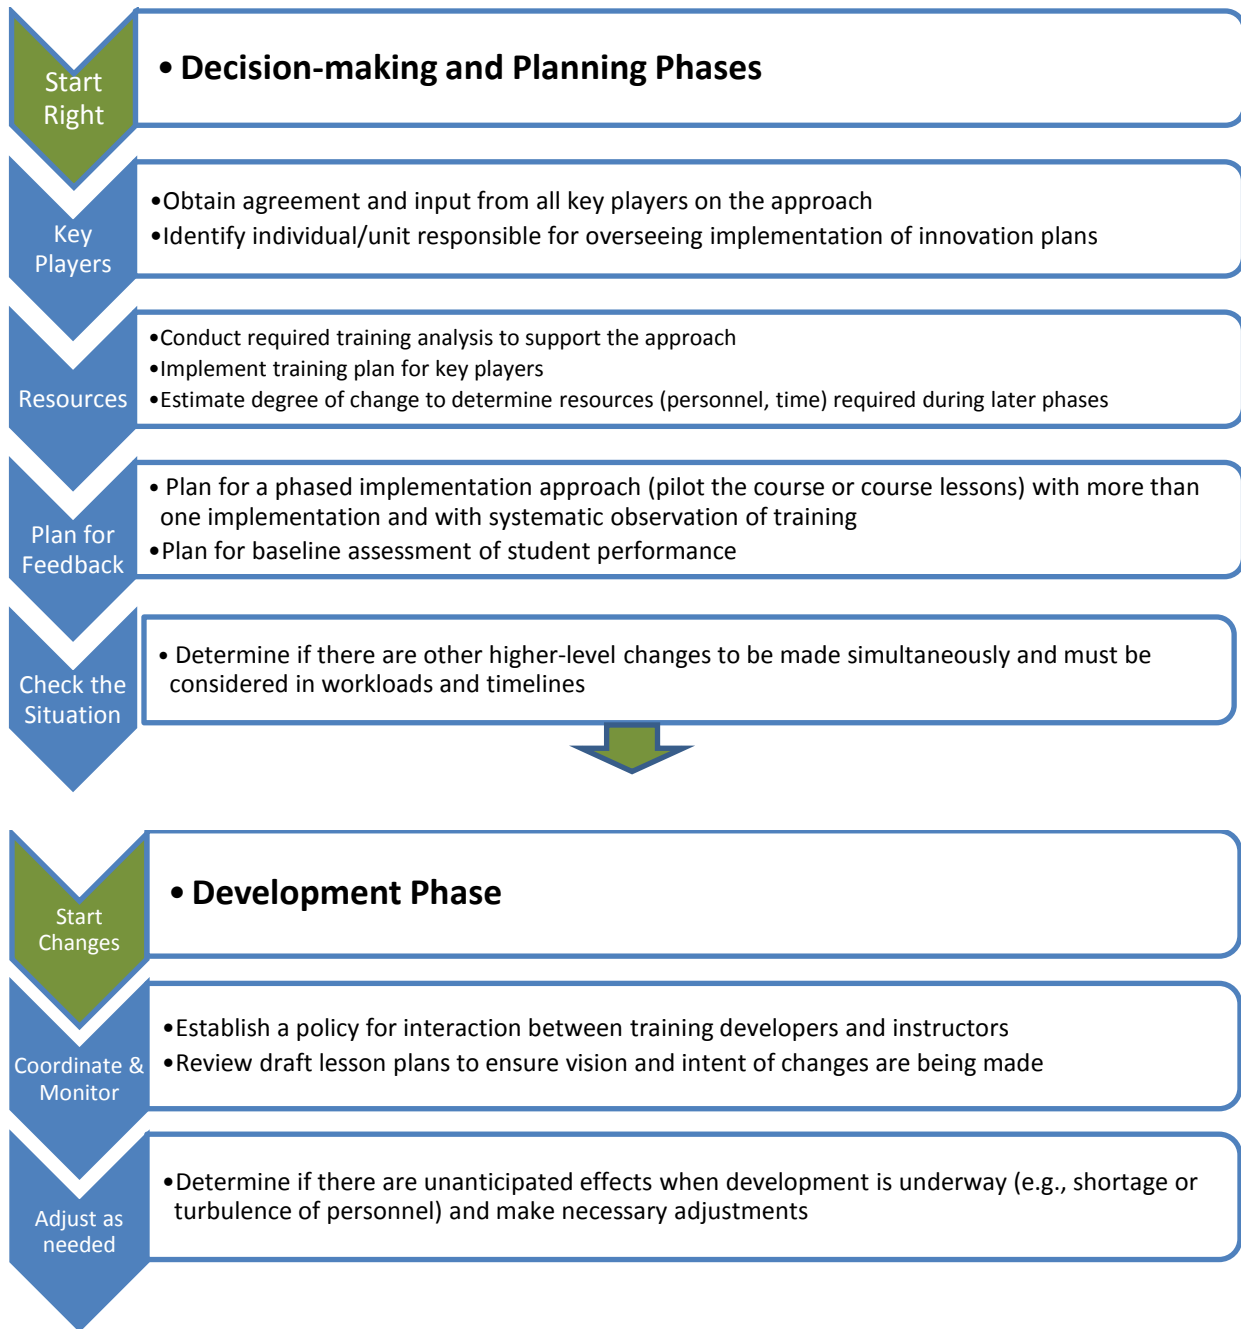 Start
Right
• Decision-making and Planning Phases
Key
Players
•Obtain agreement and input from all key players on the approach
•Identify individual/unit responsible for overseeing implementation of innovation plans
Resources
•Conduct required training analysis to support the approach
•Implement training plan for key players
•Estimate degree of change to determine resources (personnel, time) required during later phases
Plan for
Feedback
• Plan for a phased implementation approach (pilot the course or course lessons) with more than
one implementation and with systematic observation of training
•Plan for baseline assessment of student performance
Check the
Situation
• Determine if there are other higher-level changes to be made simultaneously and must be
considered in workloads and timelines
Start
Changes
• Development Phase
Coordinate &
Monitor
•Establish a policy for interaction between training developers and instructors
•Review draft lesson plans to ensure vision and intent of changes are being made
Adjust as
needed
•Determine if there are unanticipated effects when development is underway (e.g., shortage or
turbulence of personnel) and make necessary adjustments